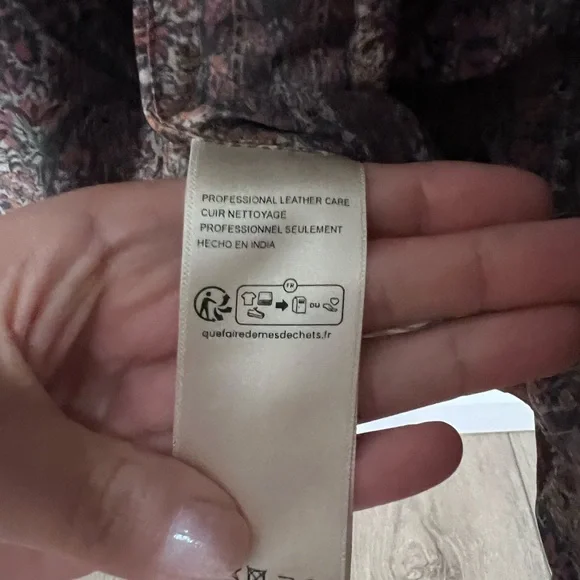 PROFESSIONAL LEATHER CARE
CUIR NETTOYAGE
PROFESSIONNEL SEULEMENT
HECHO EN INDIA
FR
OU
quefairedemesdechets.fr